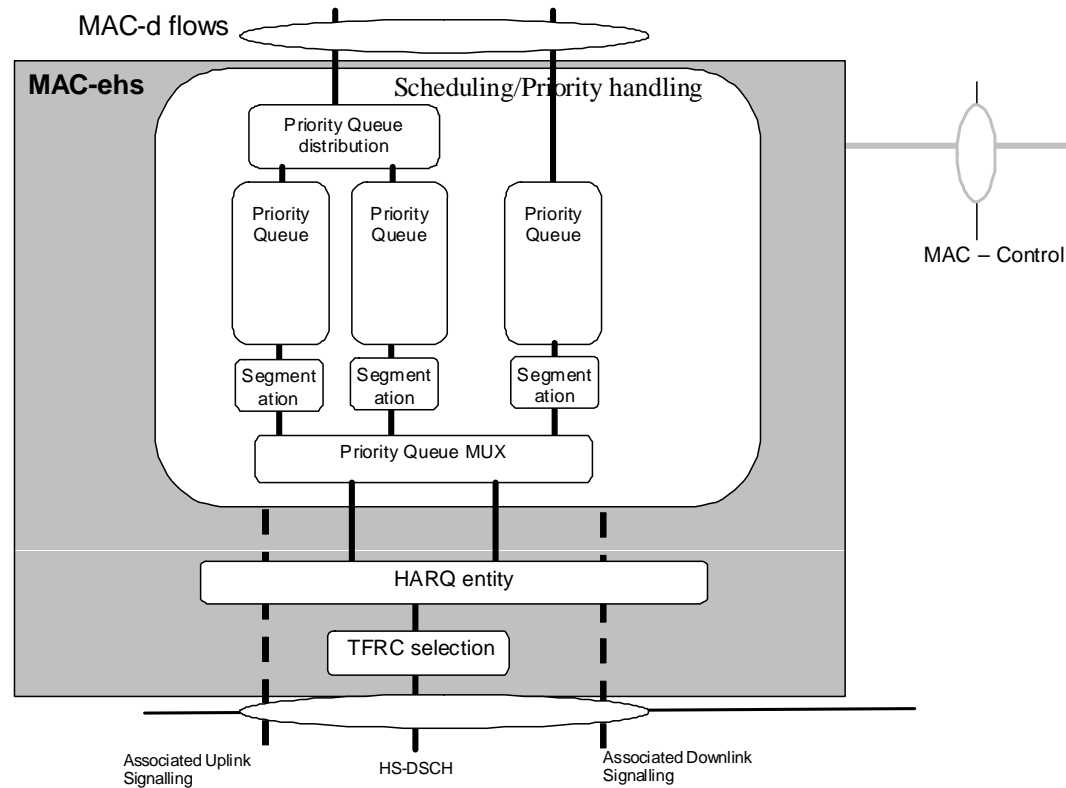 MAC-d flows
MAC-ehs
Scheduling/Priority handling
Priority Queue
distribution
Priority
Queue
Priority
Queue
Priority
Queue
Segment
ation
Segment
ation
Segment
ation
Priority Queue MUX
HARQ entity
TFRC selection
MAC – Control
Associated Uplink
Signalling
HS-DSCH
Associated Downlink
Signalling